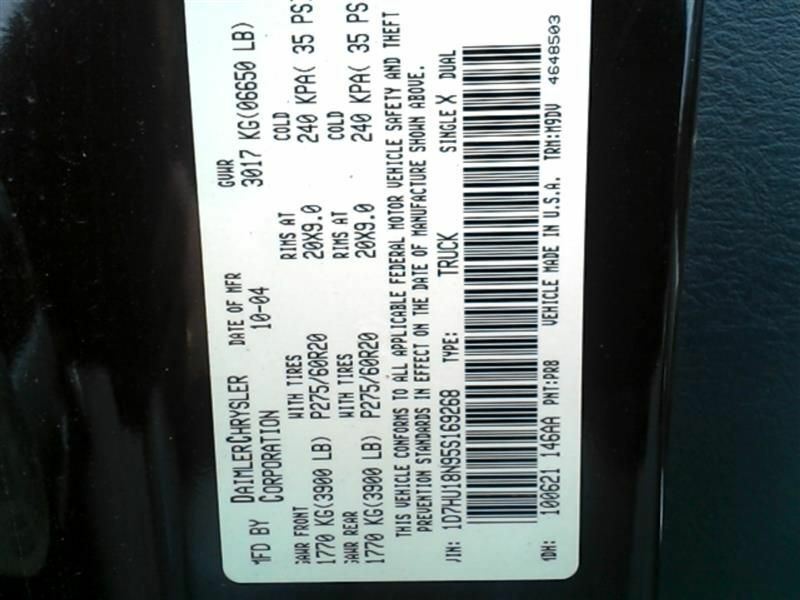 MFD BY DAIMLERCHRYSLER CORPORATION
DATE OF MFR 10-04
GVWR 3017 KG(06650 LB)
GAWR FRONT WITH TIRES RIMS AT COLD
1770 KG(3900 LB) P275/60R20 20X9.0 240 KPA( 35 PS
GAWR REAR WITH TIRES RIMS AT COLD
1770 KG(3900 LB) P275/60R20 20X9.0 240 KPA( 35 PS
THIS VEHICLE CONFORMS TO ALL APPLICABLE FEDERAL MOTOR VEHICLE SAFETY AND THEFT
PREVENTION STANDARDS IN EFFECT ON THE DATE OF MANUFACTURE SHOWN ABOVE.
VIN: 1D7HU18N95S169268 TYPE: TRUCK SINGLE X DUAL
MDH: 100621 146AA PNT:PR8 VEHICLE MADE IN U.S.A. TRM:M9DV 4648503